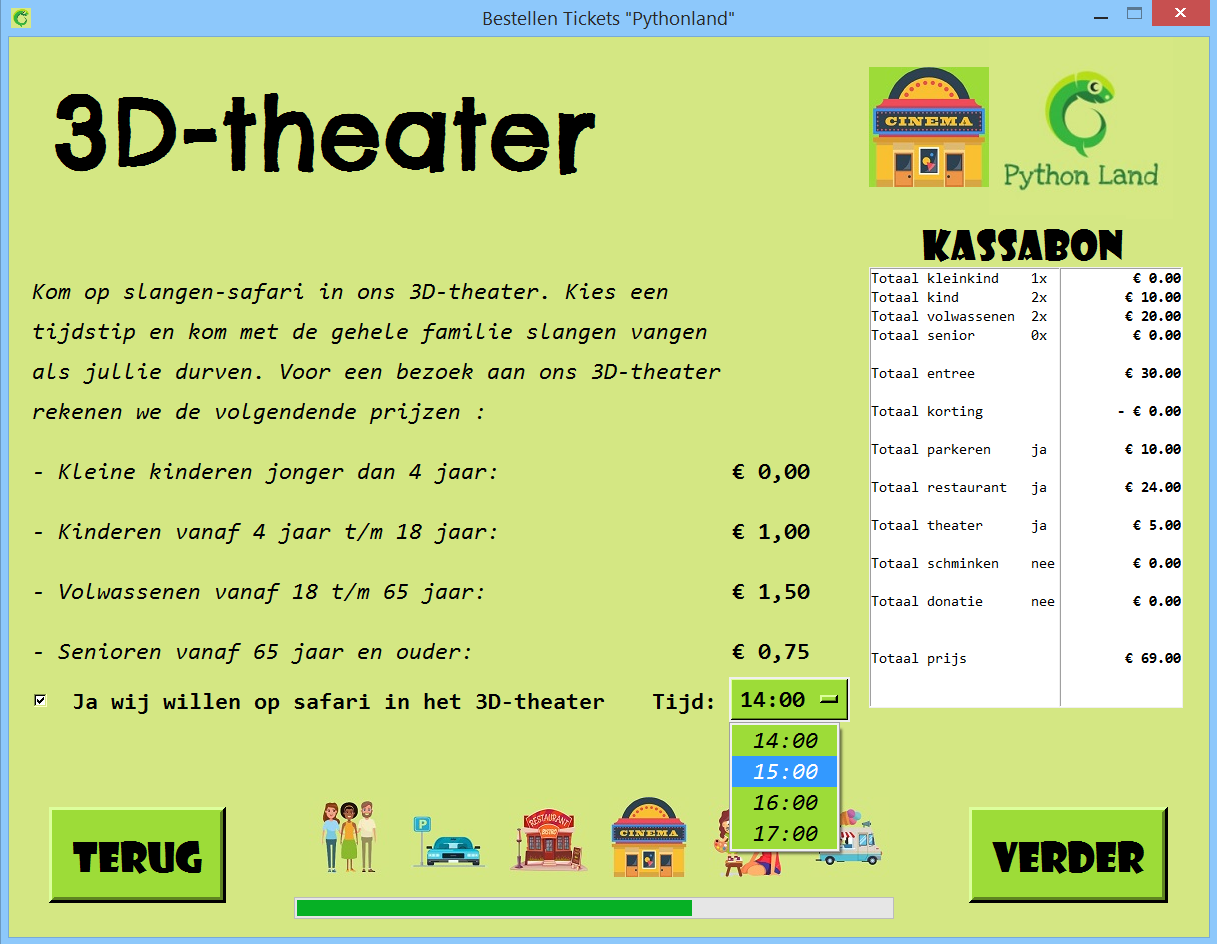 Bestellen Tickets "Pythonland"
3D-theater
CINEMA
Python Land
KASSABON
Kom op slangen-safari in ons 3D-theater. Kies een
tijdstip en kom met de gehele familie slangen vangen
als jullie durven. Voor een bezoek aan ons 3D-theater
rekenen we de volgendende prijzen :
- Kleine kinderen jonger dan 4 jaar: € 0,00
- Kinderen vanaf 4 jaar t/m 18 jaar: € 1,00
- Volwassenen vanaf 18 t/m 65 jaar: € 1,50
- Senioren vanaf 65 jaar en ouder: € 0,75
Ja wij willen op safari in het 3D-theater Tijd: 14:00
14:00
15:00
16:00
17:00
Totaal kleinkind 1x € 0.00
Totaal kind 2x € 10.00
Totaal volwassenen 2x € 20.00
Totaal senior 0x € 0.00
Totaal entree € 30.00
Totaal korting - € 0.00
Totaal parkeren ja € 10.00
Totaal restaurant ja € 24.00
Totaal theater ja € 5.00
Totaal schminken nee € 0.00
Totaal donatie nee € 0.00
Totaal prijs € 69.00
TERUG
P
RESTAURANT
BISTRO
CINEMA
VERDER